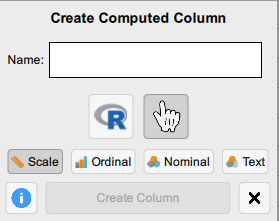 Create Computed Column
Name:
R
Scale Ordinal Nominal Text
i Create Column X